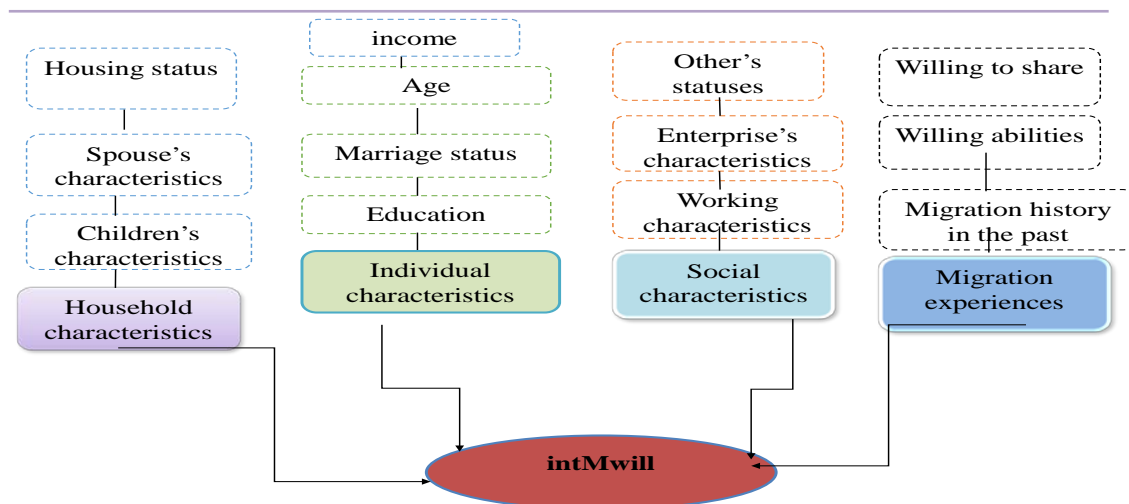 Housing status
Spouse's
characteristics
Children's
characteristics
Household
characteristics
income
Age
Marriage status
Education
Individual
characteristics
Other's
statuses
Enterprise's
characteristics
Working
characteristics
Social
characteristics
Willing to share
Willing abilities
Migration history
in the past
Migration
experiences
intMwill